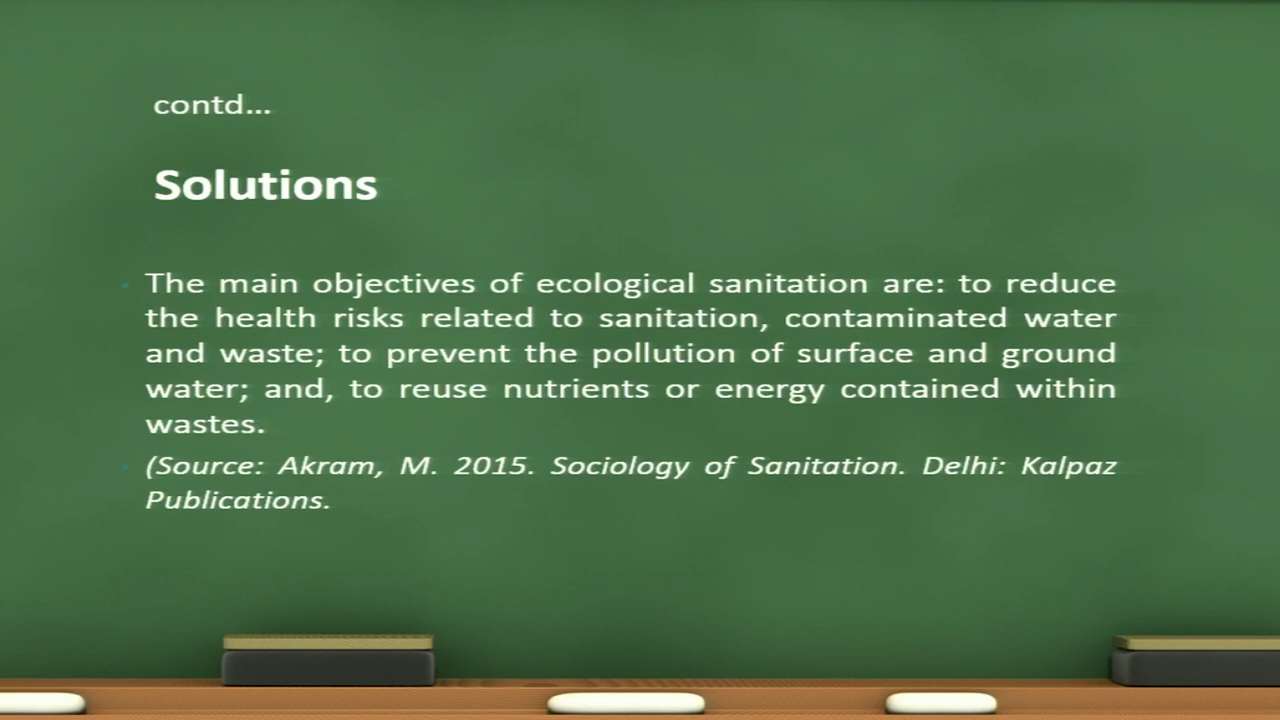 contd...
Solutions
The main objectives of ecological sanitation are: to reduce
the health risks related to sanitation, contaminated water
and waste; to prevent the pollution of surface and ground
water; and, to reuse nutrients or energy contained within
wastes.
(Source: Akram, M. 2015. Sociology of Sanitation. Delhi: Kalpaz
Publications.